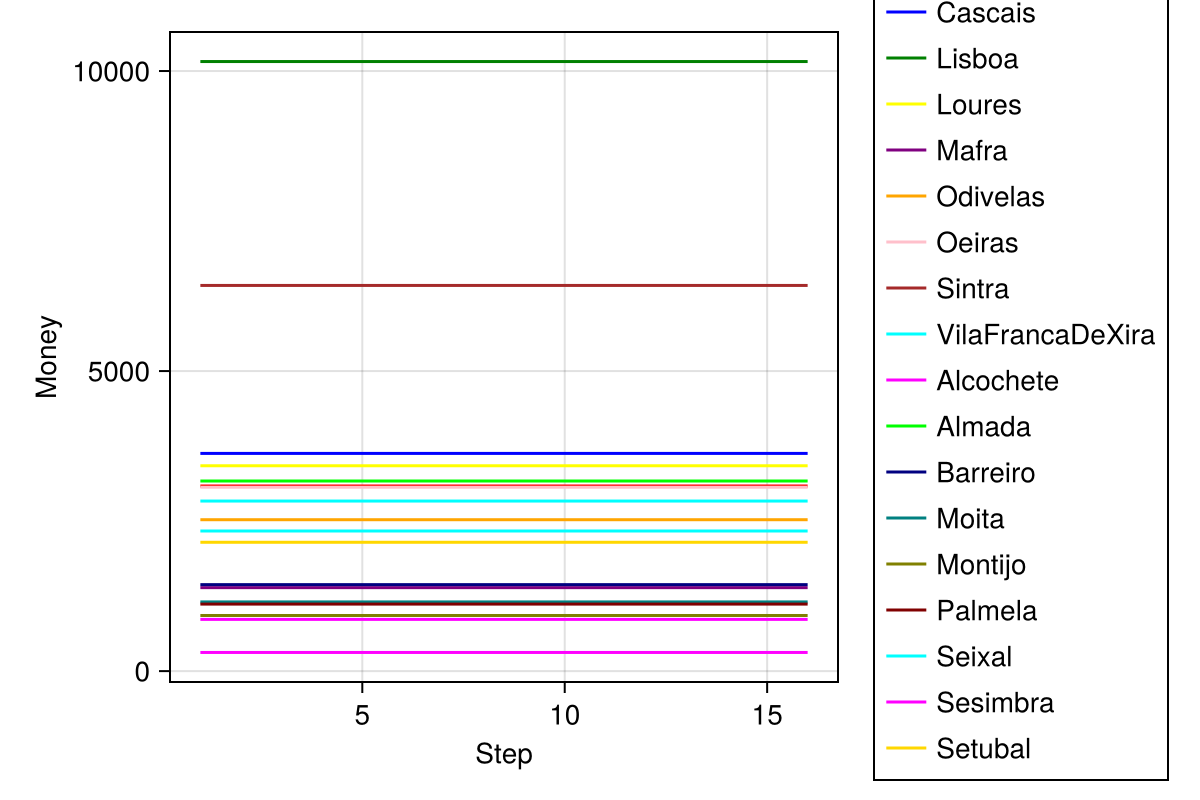 Cascais
Lisboa
Loures
Mafra
Odivelas
Oeiras
Sintra
VilaFrancaDeXira
Alcochete
Almada
Barreiro
Moita
Montijo
Palmela
Seixal
Sesimbra
Setubal
10000
5000
0
Money
5 10 15
Step